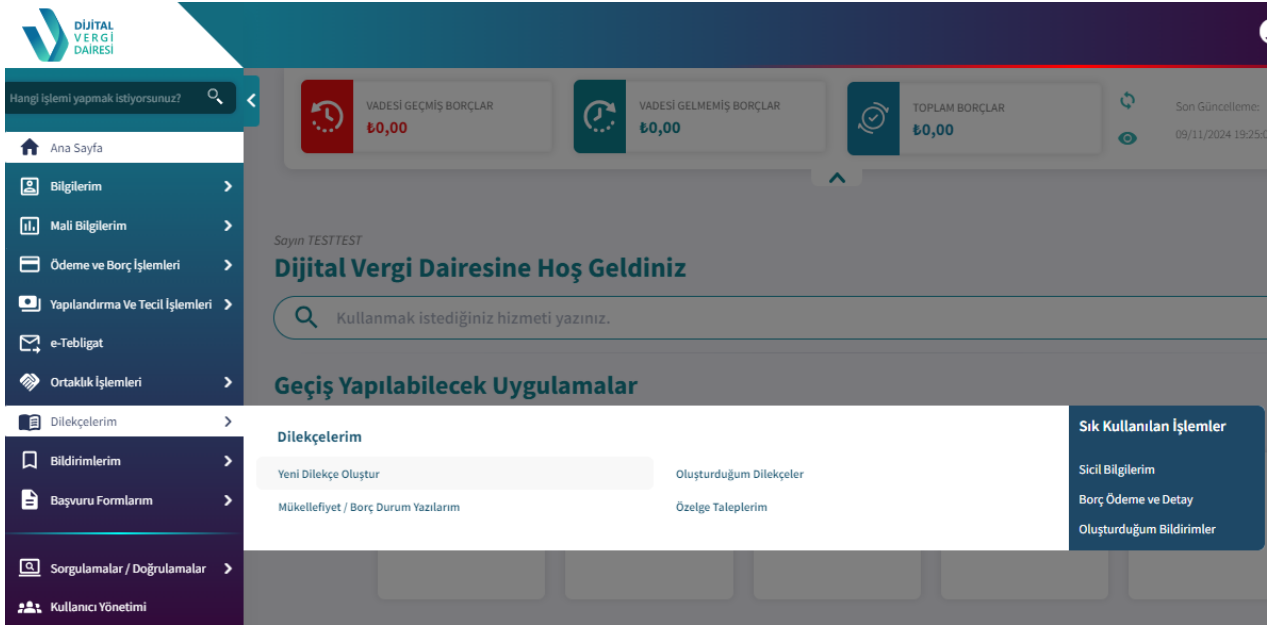 DİJİTAL
VERGİ
DAİRESİ
Hangi işlemi yapmak istiyorsunuz?
Ana Sayfa
Bilgilerim
Mali Bilgilerim
Ödeme ve Borç İşlemleri
Yapılandırma Ve Tecil İşlemleri
e-Tebligat
Ortaklık İşlemleri
Dilekçelerim
Bildirimlerim
Başvuru Formlarım
Sorgulamalar / Doğrulamalar
Kullanıcı Yönetimi
VADESİ GEÇMİŞ BORÇLAR
₺0,00
VADESİ GELMEMİŞ BORÇLAR
₺0,00
TOPLAM BORÇLAR
₺0,00
Son Güncelleme:
09/11/2024 19:25:0
Sayın TESTTEST
Dijital Vergi Dairesine Hoş Geldiniz
Kullanmak istediğiniz hizmeti yazınız.
Geçiş Yapılabilecek Uygulamalar
Dilekçelerim
Yeni Dilekçe Oluştur
Oluşturduğum Dilekçeler
Mükellefiyet / Borç Durum Yazılarım
Özelge Taleplerim
Sık Kullanılan İşlemler
Sicil Bilgilerim
Borç Ödeme ve Detay
Oluşturduğum Bildirimler